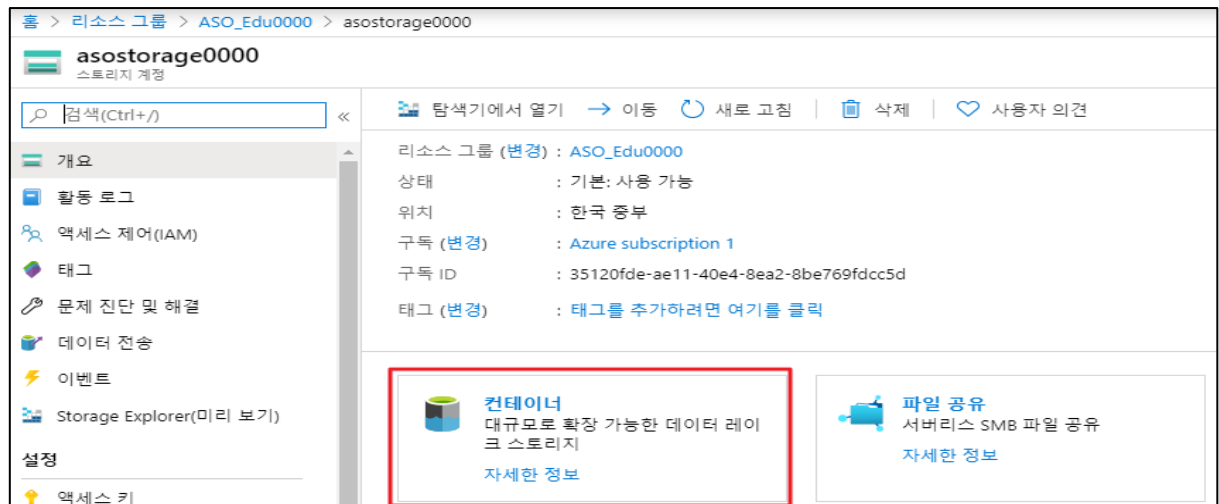 홈 > 리소스 그룹 > ASO_Edu0000 > asostorage0000
asostorage0000
스토리지 계정
검색(Ctrl+/)
«
탐색기에서 열기 → 이동 새로 고침 삭제 사용자 의견
개요
활동 로그
액세스 제어(IAM)
태그
문제 진단 및 해결
데이터 전송
이벤트
Storage Explorer(미리 보기)
설정
액세스 키
리소스 그룹 (변경) : ASO_Edu0000
상태 : 기본: 사용 가능
위치 : 한국 중부
구독 (변경) : Azure subscription 1
구독 ID : 35120fde-ae11-40e4-8ea2-8be769fdcc5d
태그 (변경) : 태그를 추가하려면 여기를 클릭
컨테이너
대규모로 확장 가능한 데이터 레이
크 스토리지
자세한 정보
파일 공유
서버리스 SMB 파일 공유
자세한 정보